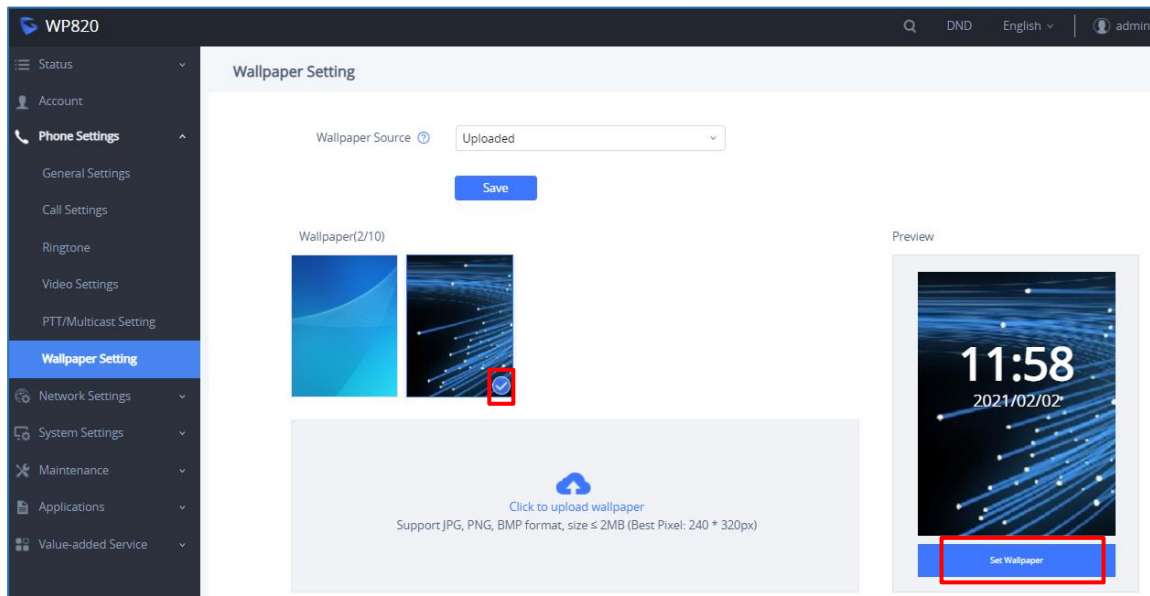 WP820
DND
English
admin
Status
Account
Phone Settings
General Settings
Call Settings
Ringtone
Video Settings
PTT/Multicast Setting
Wallpaper Setting
Network Settings
System Settings
Maintenance
Applications
Value-added Service
Wallpaper Setting
Wallpaper Source
Uploaded
Save
Wallpaper(2/10)
Click to upload wallpaper
Support JPG, PNG, BMP format, size ≤ 2MB (Best Pixel: 240 * 320px)
Preview
11:58
2021/02/02
Set Wallpaper